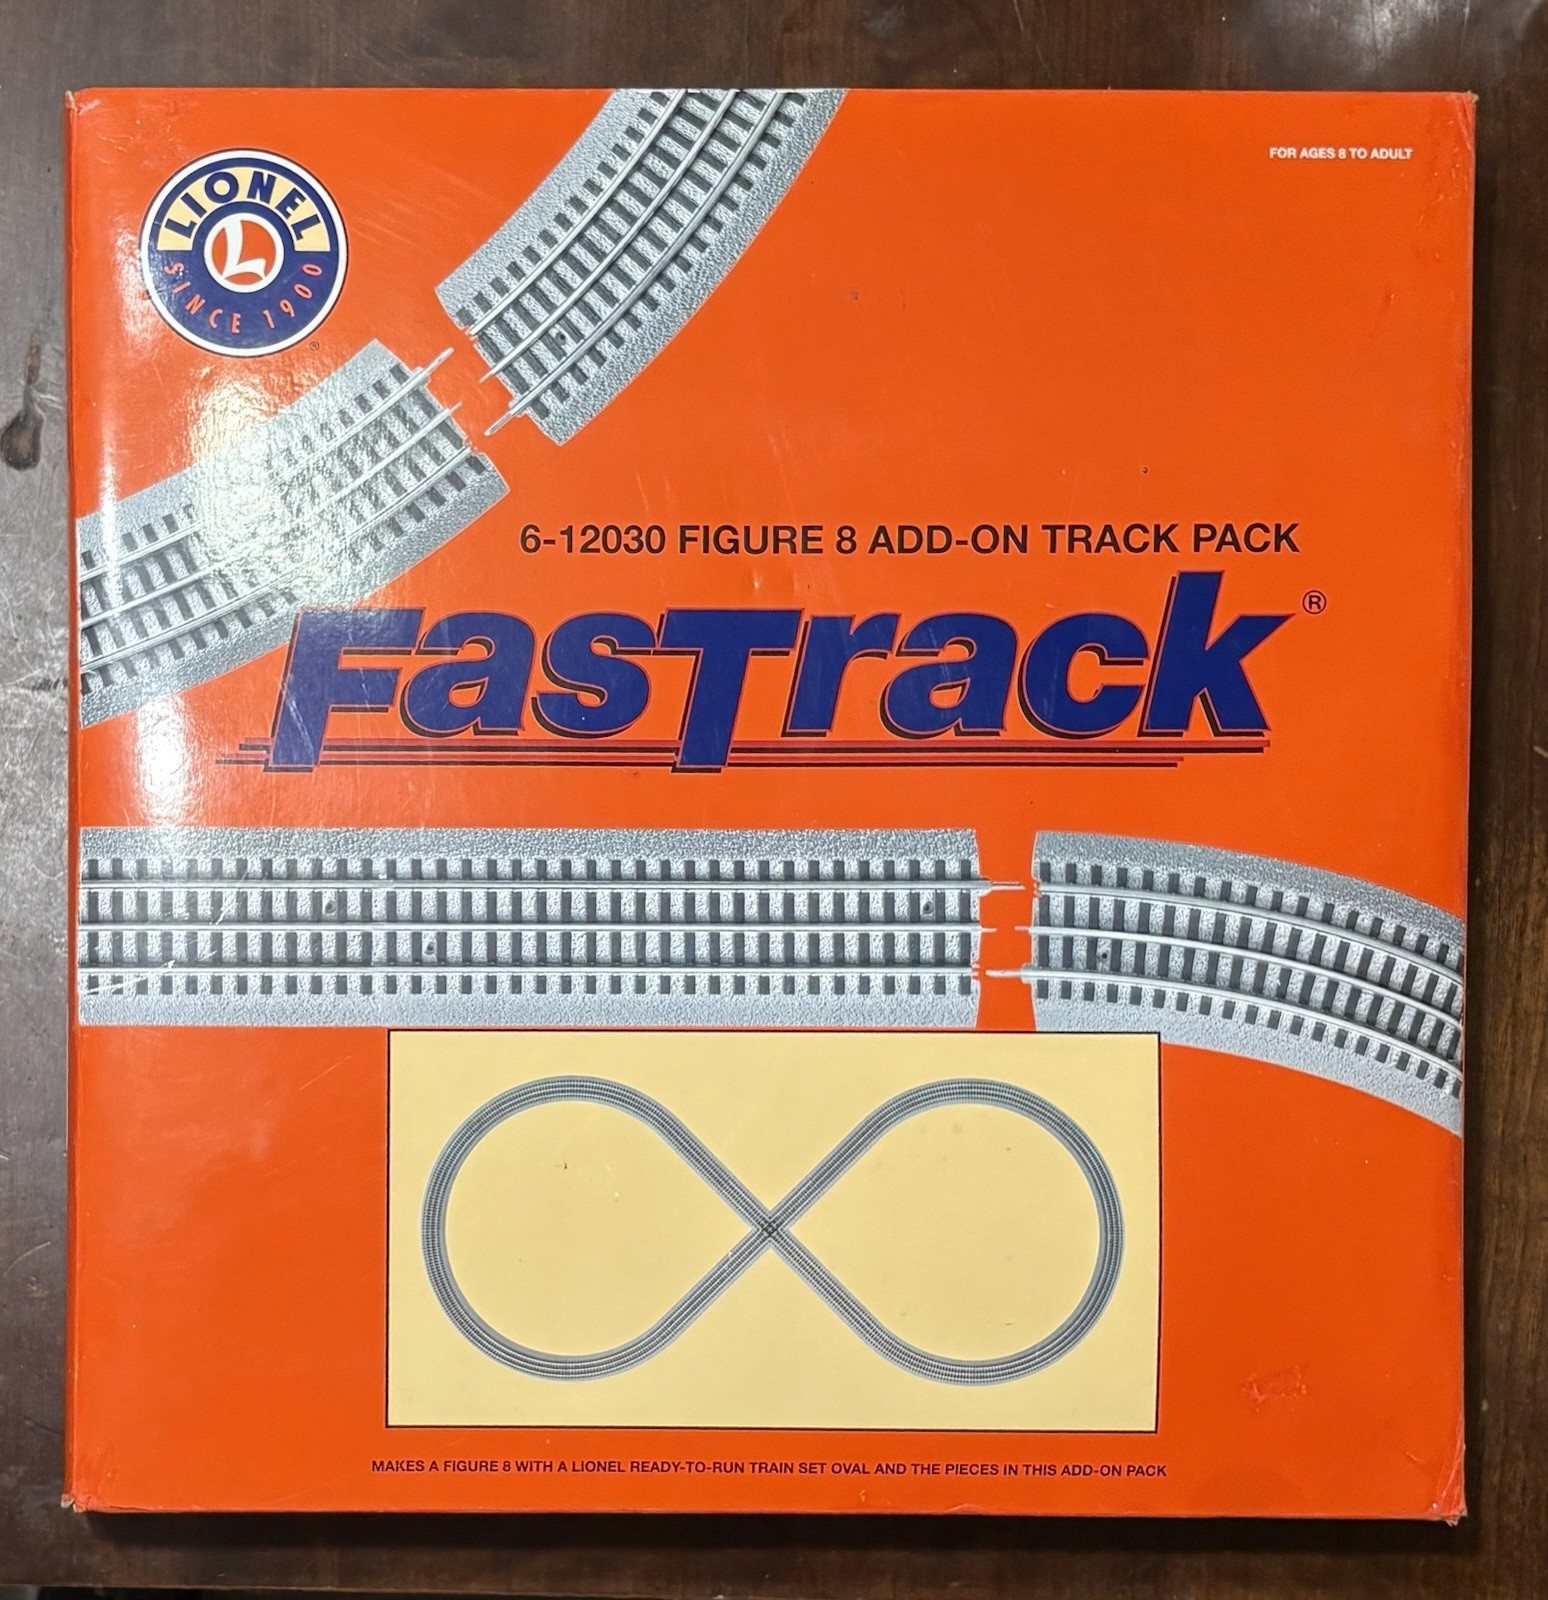 FOR AGES 8 TO ADULT
LIONEL
L
SINCE 1900
®
6-12030 FIGURE 8 ADD-ON TRACK PACK
FasTrack®
MAKES A FIGURE 8 WITH A LIONEL READY-TO-RUN TRAIN SET OVAL AND THE PIECES IN THIS ADD-ON PACK